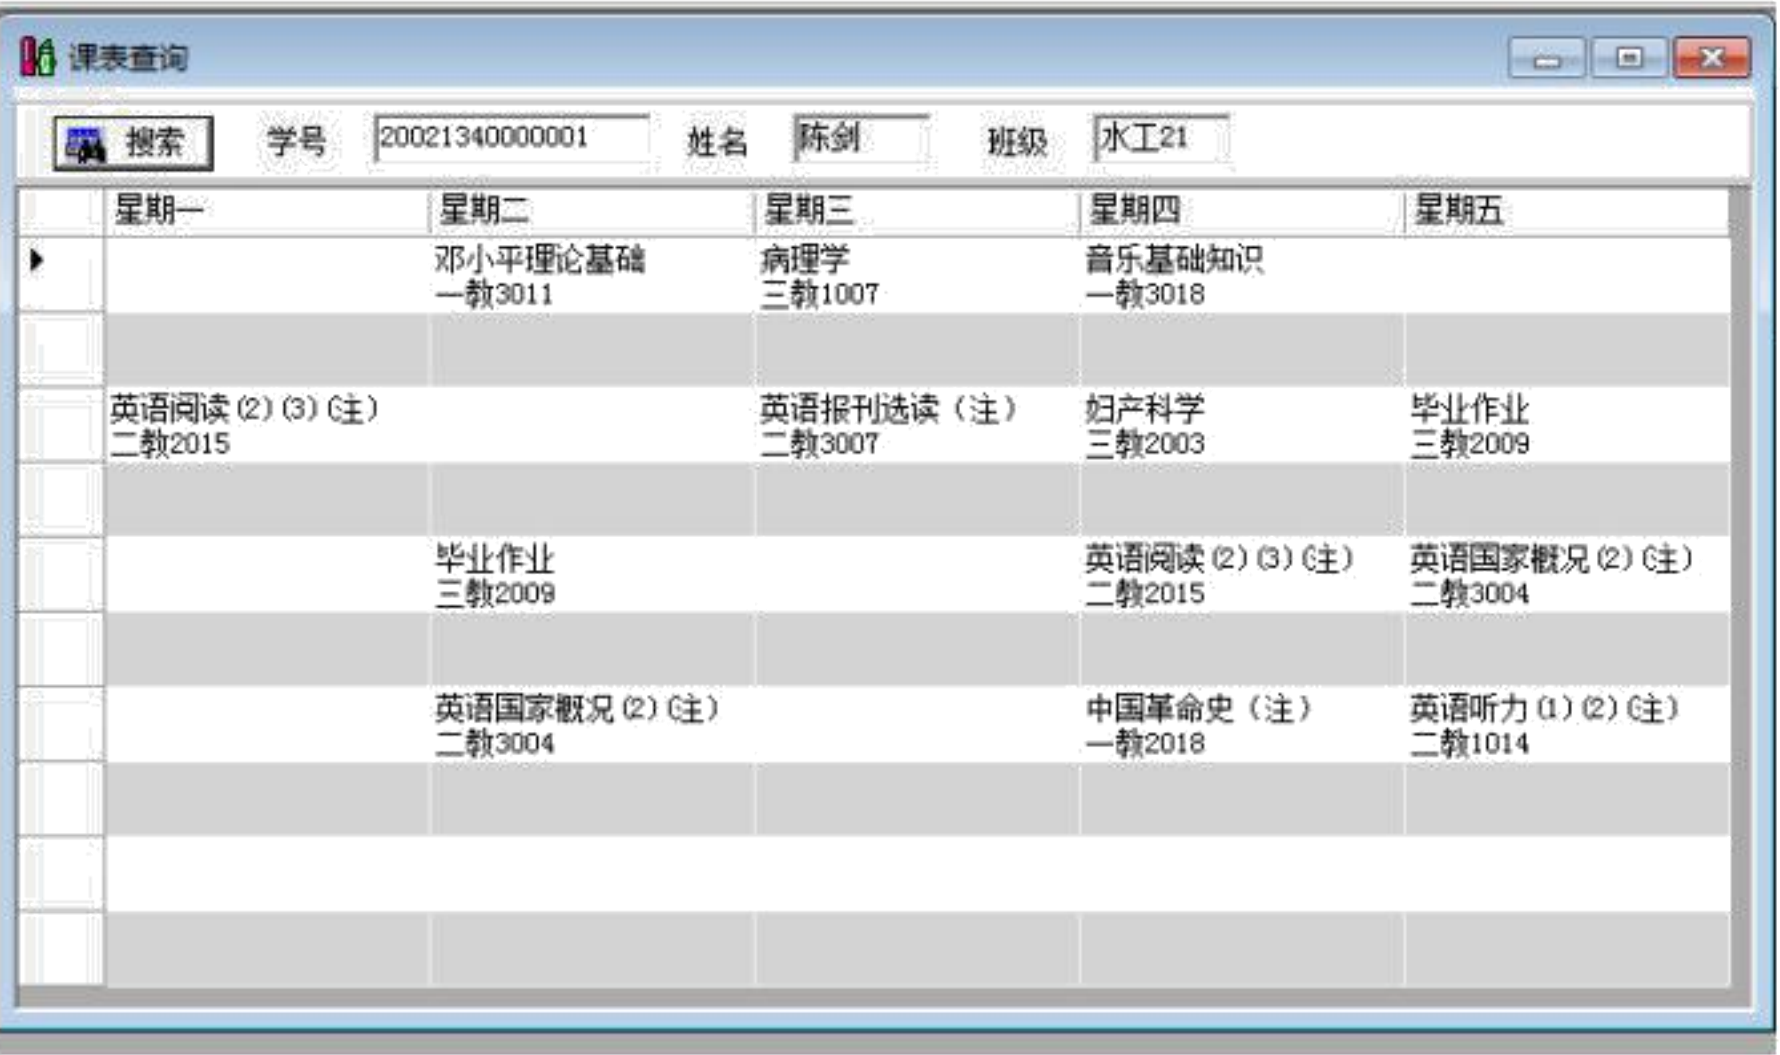 课表查询
搜索 学号 20021340000001 姓名 陈剑 班级 水工21
星期一 星期二 星期三 星期四 星期五
邓小平理论基础 病理学 音乐基础知识
一教3011 三教1007 一教3018
英语阅读(2)(3)(注) 英语报刊选读（注） 妇产科学 毕业作业
二教2015 二教3007 三教2003 三教2009
毕业作业 英语阅读(2)(3)(注) 英语国家概况(2)(注)
三教2009 二教2015 二教3004
英语国家概况(2)(注) 中国革命史（注） 英语听力(1)(2)(注)
二教3004 一教2018 二教1014